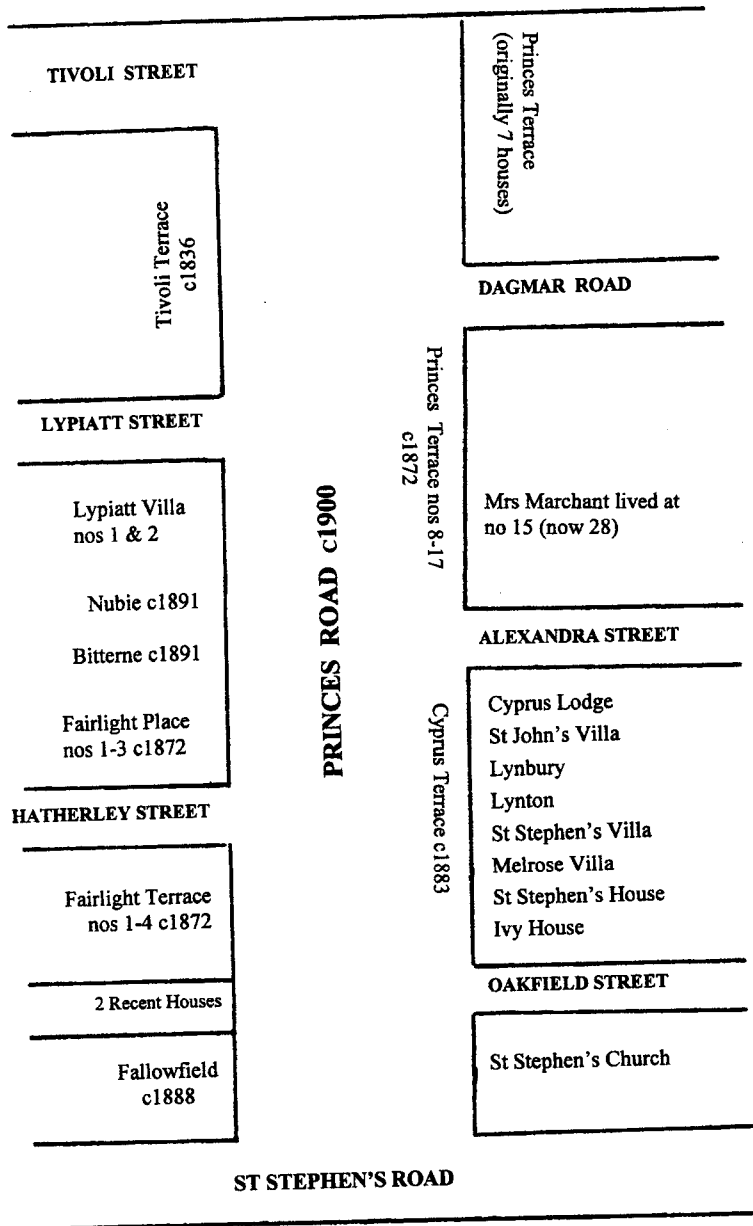 TIVOLI STREET
Tivoli Terrace
c1836
LYPIATT STREET
Lypiatt Villa
nos 1 & 2
Nubie c1891
Bitterne c1891
Fairlight Place
nos 1-3 c1872
HATHERLEY STREET
Fairlight Terrace
nos 1-4 c1872
2 Recent Houses
Fallowfield
c1888
PRINCES ROAD c1900
Princes Terrace
(originally 7 houses)
DAGMAR ROAD
Princes Terrace nos 8-17
c1872
Mrs Marchant lived at
no 15 (now 28)
ALEXANDRA STREET
Cyprus Terrace c1883
Cyprus Lodge
St John's Villa
Lynbury
Lynton
St Stephen's Villa
Melrose Villa
St Stephen's House
Ivy House
OAKFIELD STREET
St Stephen's Church
ST STEPHEN'S ROAD